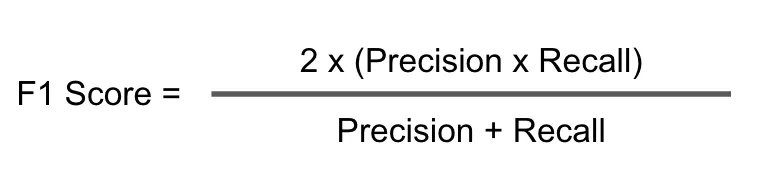 F1 Score =
2 x (Precision x Recall)
Precision + Recall